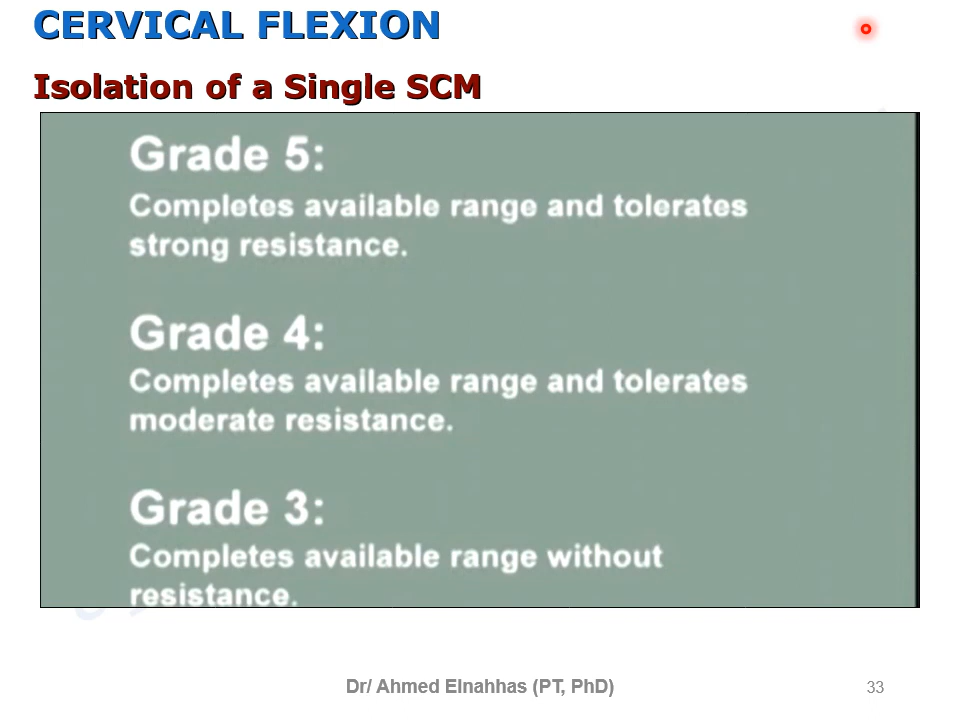 CERVICAL FLEXION
Isolation of a Single SCM
Grade 5:
Completes available range and tolerates
strong resistance.
Grade 4:
Completes available range and tolerates
moderate resistance.
Grade 3:
Completes available range without
resistance.
Dr/ Ahmed Elnahhas (PT, PhD)
33